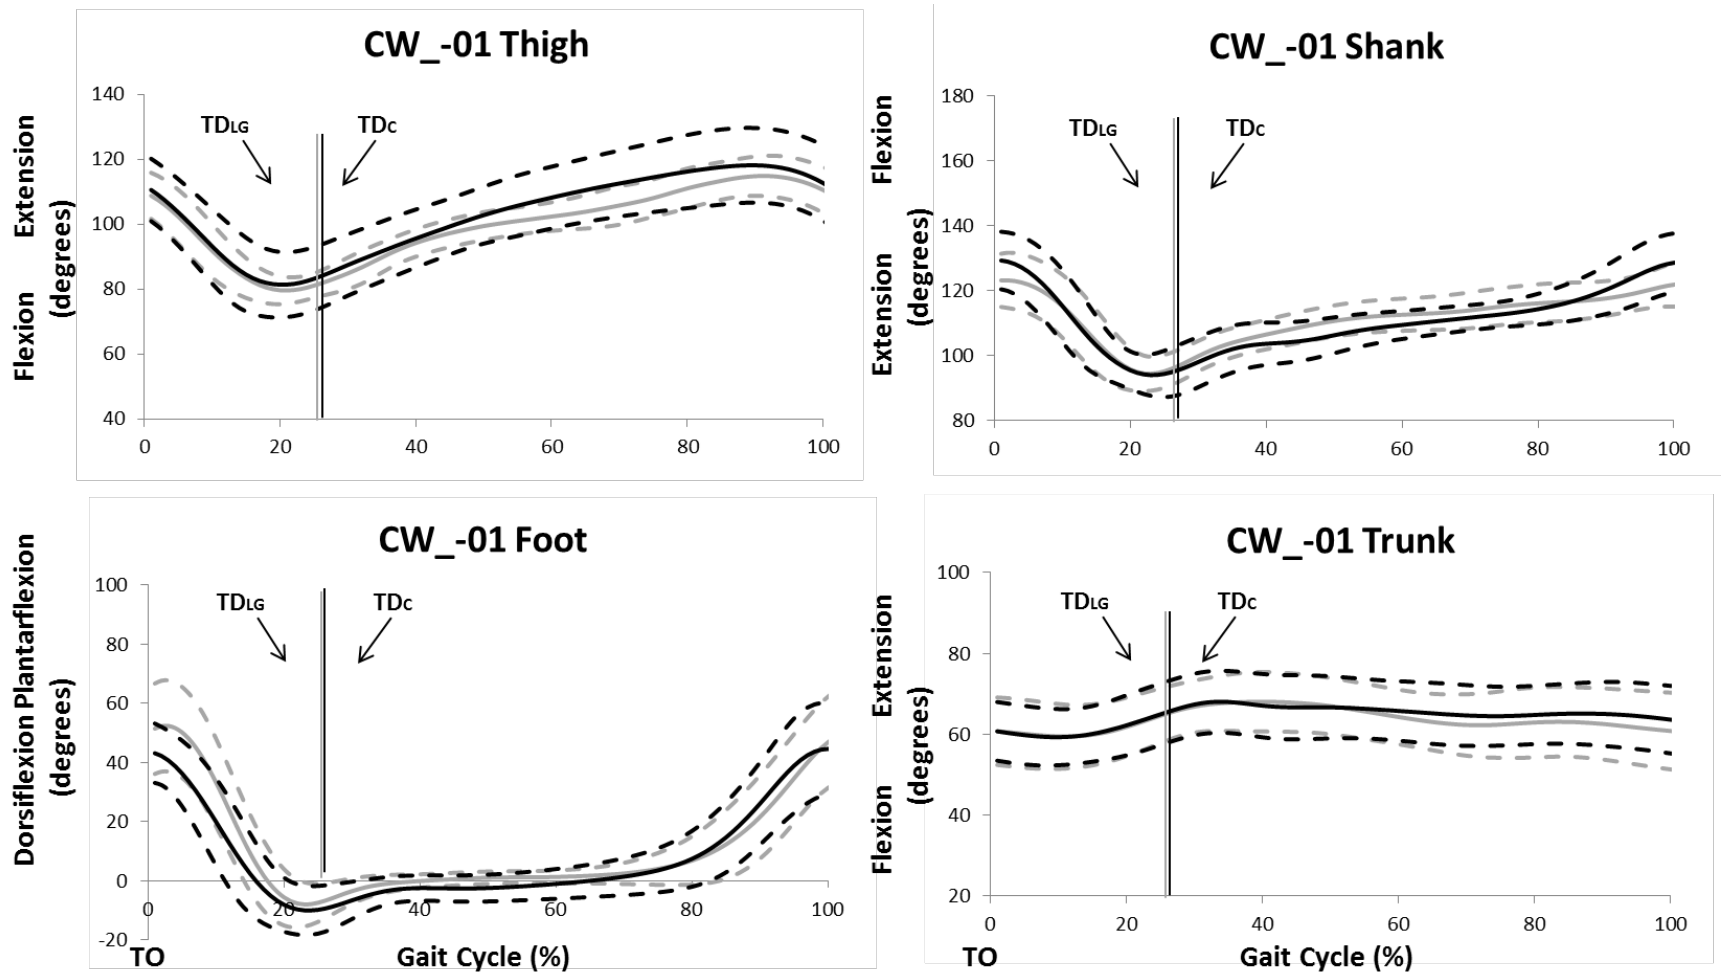 CW_-01 Thigh
Flexion Extension
(degrees)
140
120
100
80
60
40
TDLG
TDC
0 20 40 60 80 100
CW_-01 Shank
Extension Flexion
(degrees)
180
160
140
120
100
80
TDLG
TDC
0 20 40 60 80 100
CW_-01 Foot
Dorsiflexion Plantarflexion
(degrees)
100
80
60
40
20
0
-20
TDLG
TDC
0 20 40 60 80 100
TO Gait Cycle (%)
CW_-01 Trunk
Flexion Extension
(degrees)
100
80
60
40
20
TDLG
TDC
0 20 40 60 80 100
TO Gait Cycle (%)